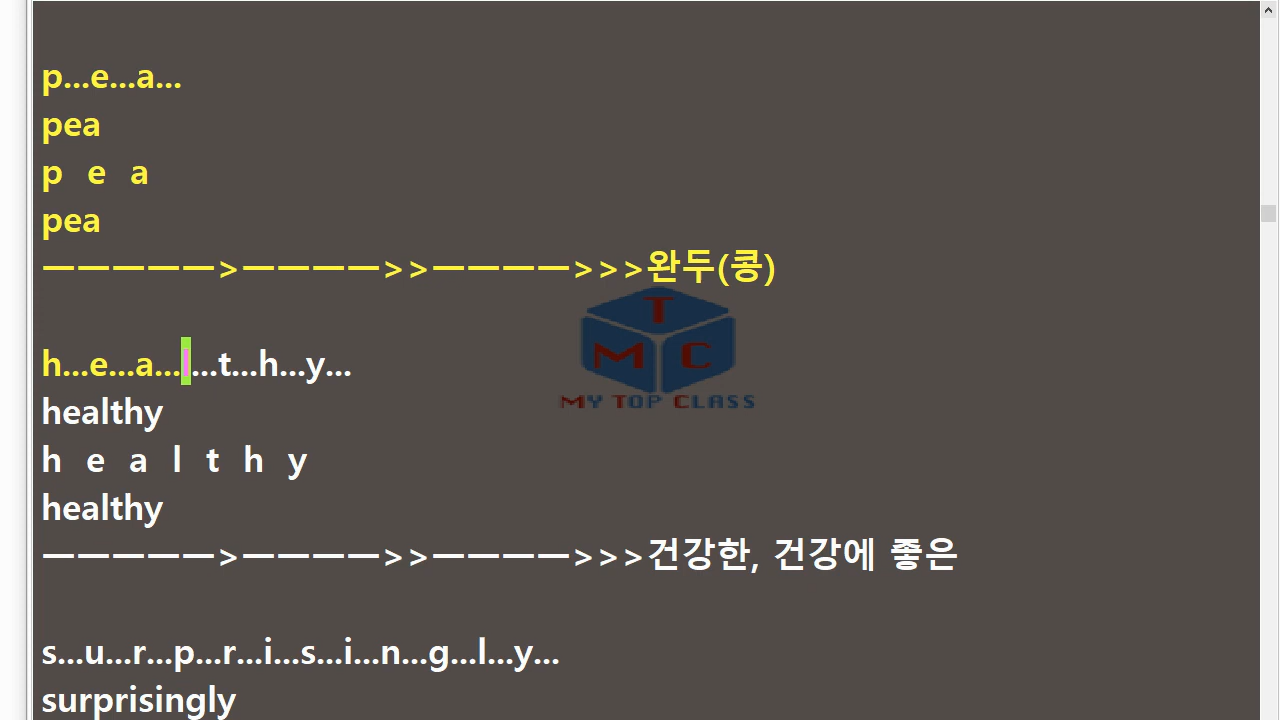 p...e...a...
pea
p e a
pea
ㅡㅡㅡㅡㅡ>ㅡㅡㅡㅡ>>ㅡㅡㅡㅡ>>>완두(콩)
T
M C
MY TOP CLASS
h...e...a...l...t...h...y...
healthy
h e a l t h y
healthy
ㅡㅡㅡㅡㅡ>ㅡㅡㅡㅡ>>ㅡㅡㅡㅡ>>>건강한, 건강에 좋은
s...u...r...p...r...i...s...i...n...g...l...y...
surprisingly